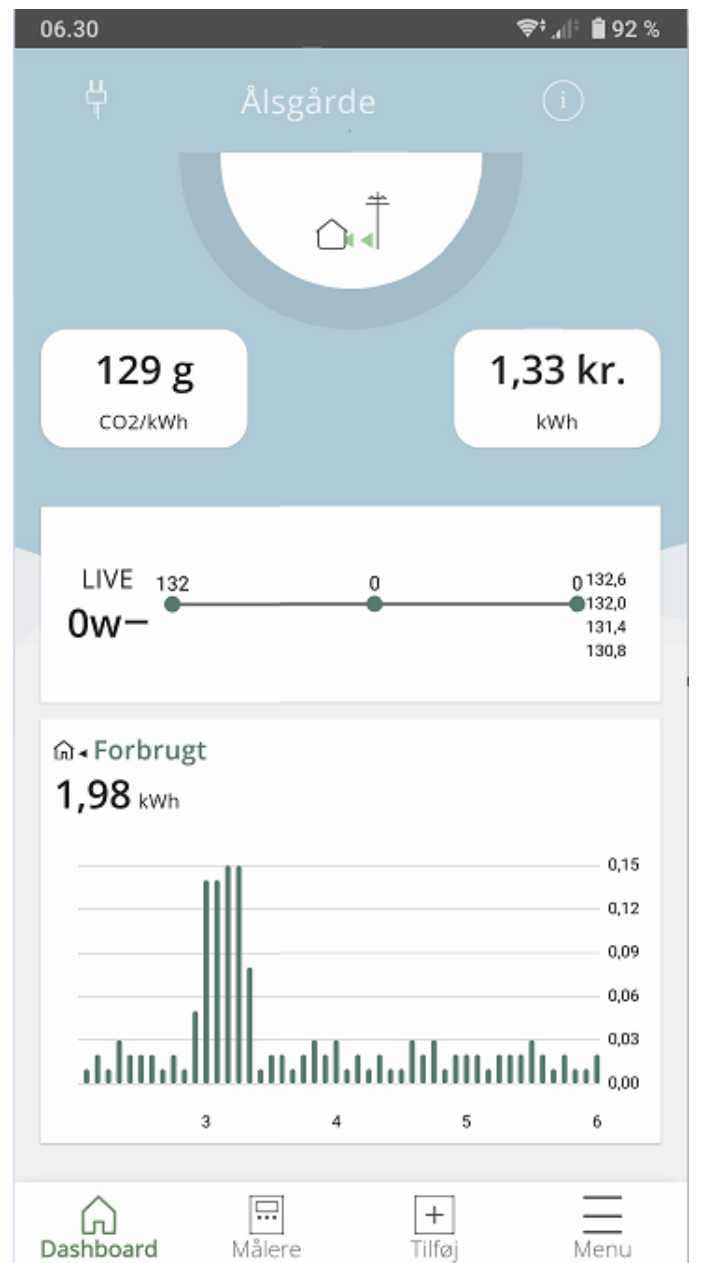 06.30 92 %
Ålsgårde
129 g
CO2/kWh
1,33 kr.
kWh
LIVE
0w–
132 0 0
132,6
132,0
131,4
130,8
Forbrugt
1,98 kWh
0,15
0,12
0,09
0,06
0,03
0,00
3 4 5 6
Dashboard Målere Tilføj Menu